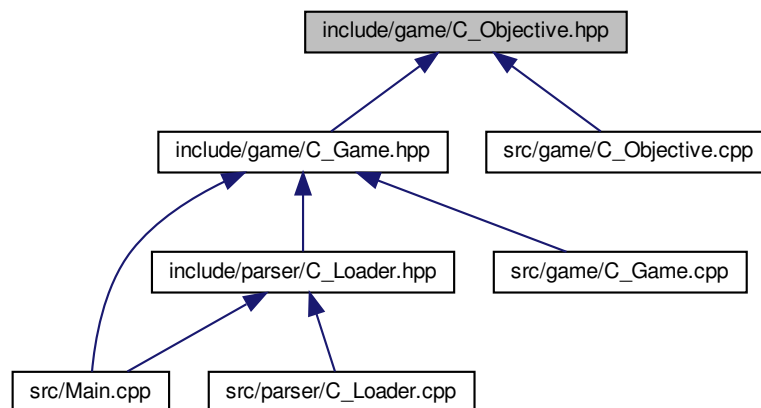 include/game/C_Objective.hpp
include/game/C_Game.hpp
src/game/C_Objective.cpp
include/parser/C_Loader.hpp
src/game/C_Game.cpp
src/Main.cpp
src/parser/C_Loader.cpp